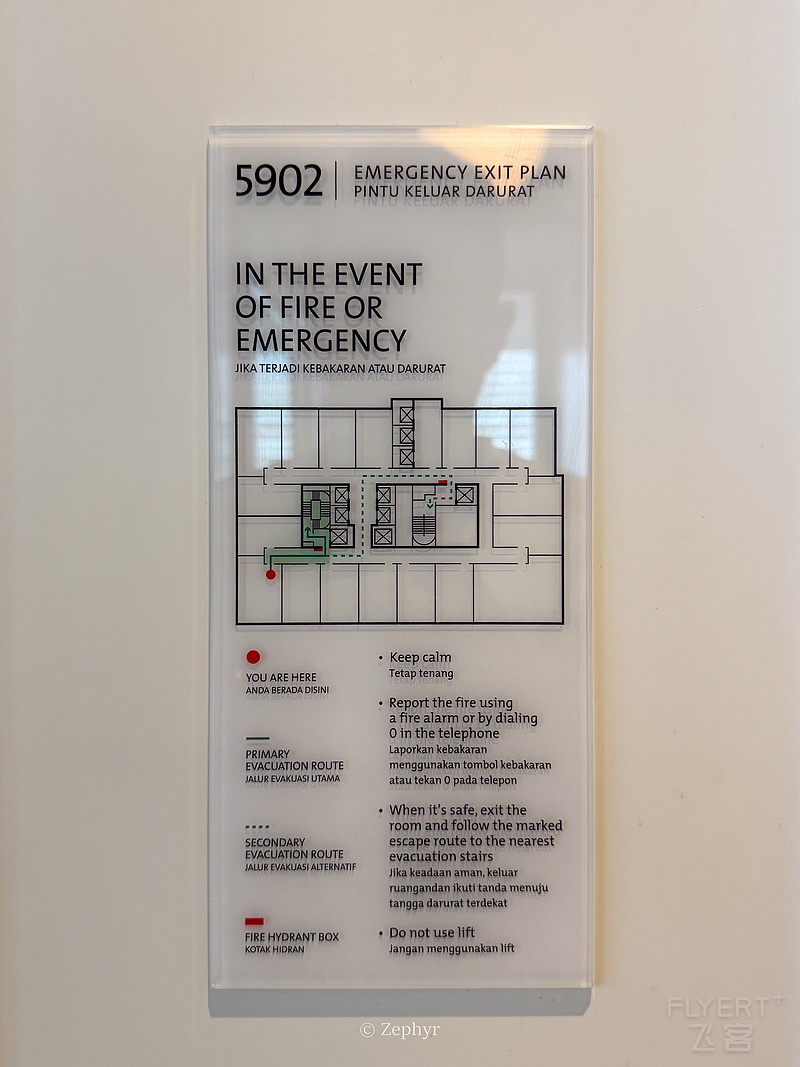 5902
EMERGENCY EXIT PLAN
PINTU KELUAR DARURAT
IN THE EVENT
OF FIRE OR
EMERGENCY
JIKA TERJADI KEBAKARAN ATAU DARURAT
YOU ARE HERE
ANDA BERADA DISINI
PRIMARY
EVACUATION ROUTE
JALUR EVAKUASI UTAMA
SECONDARY
EVACUATION ROUTE
JALUR EVAKUASI ALTERNATIF
FIRE HYDRANT BOX
KOTAK HIDRAN
• Keep calm
Tetap tenang
• Report the fire using
a fire alarm or by dialing
0 in the telephone
Laporkan kebakaran
menggunakan tombol kebakaran
atau tekan 0 pada telepon
• When it's safe, exit the
room and follow the marked
escape route to the nearest
evacuation stairs
Jika keadaan aman, keluar
ruangandan ikuti tanda menuju
tangga darurat terdekat
• Do not use lift
Jangan menggunakan lift
© Zephyr
FLYERT+
飞客